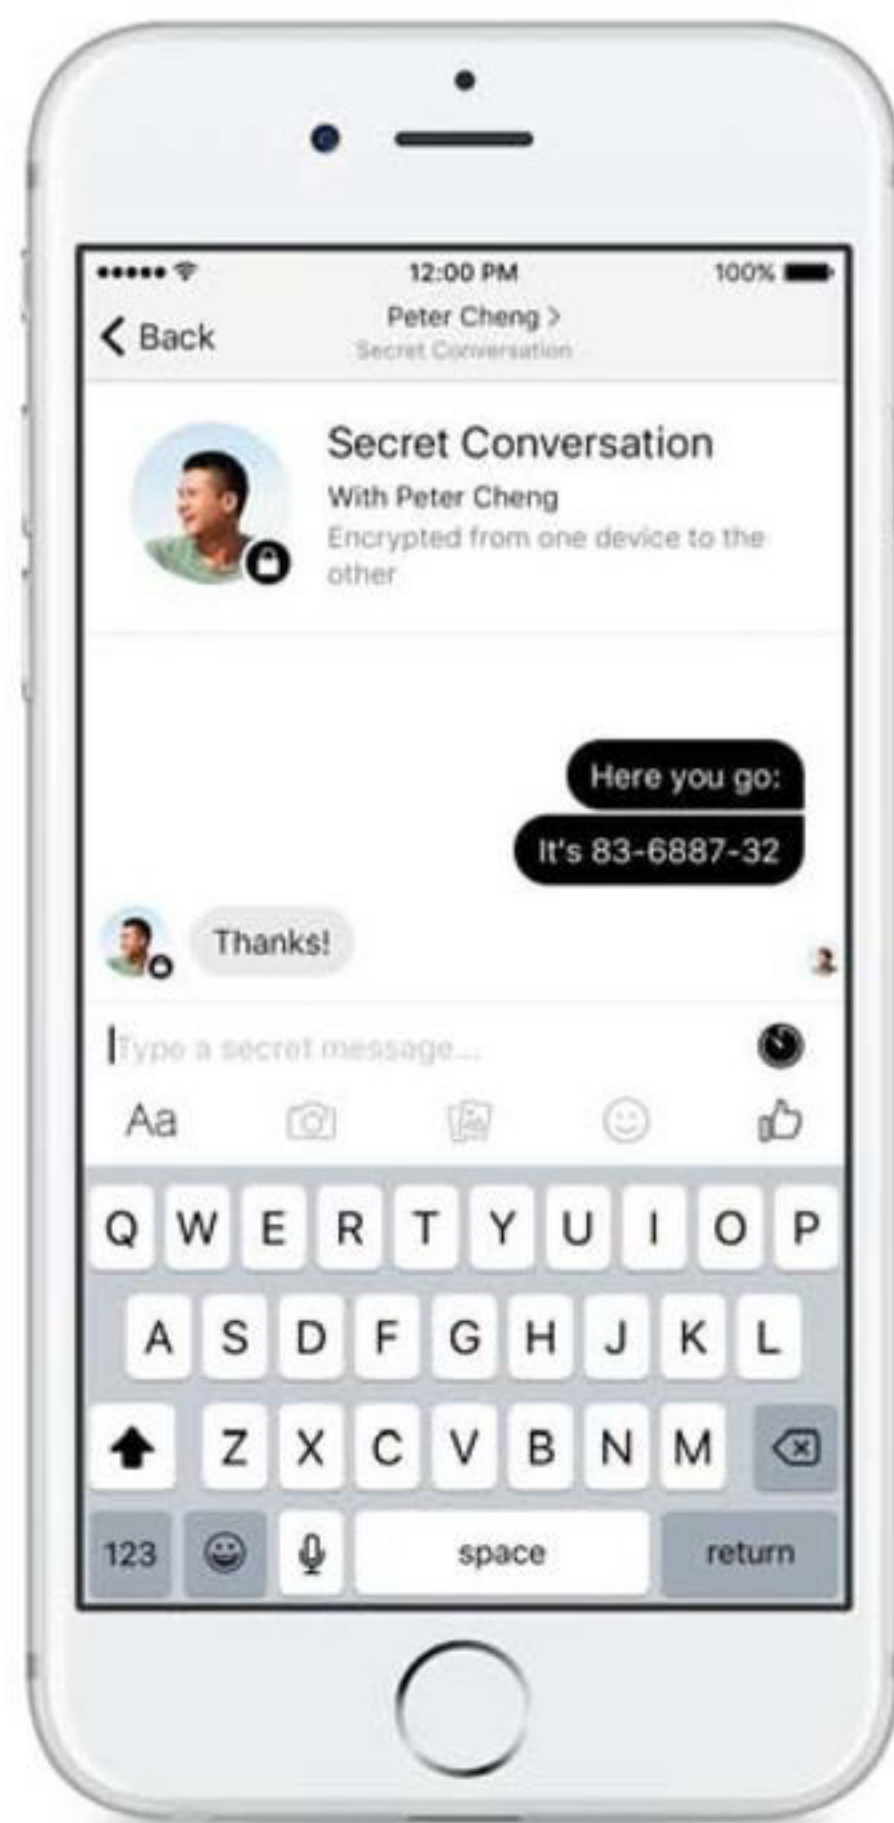 12:00 PM 100%
Back
Peter Cheng >
Secret Conversation
Secret Conversation
With Peter Cheng
Encrypted from one device to the
other
Here you go:
It's 83-6887-32
Thanks!
Type a secret message...
Aa
Q W E R T Y U I O P
A S D F G H J K L
Z X C V B N M
123 space return